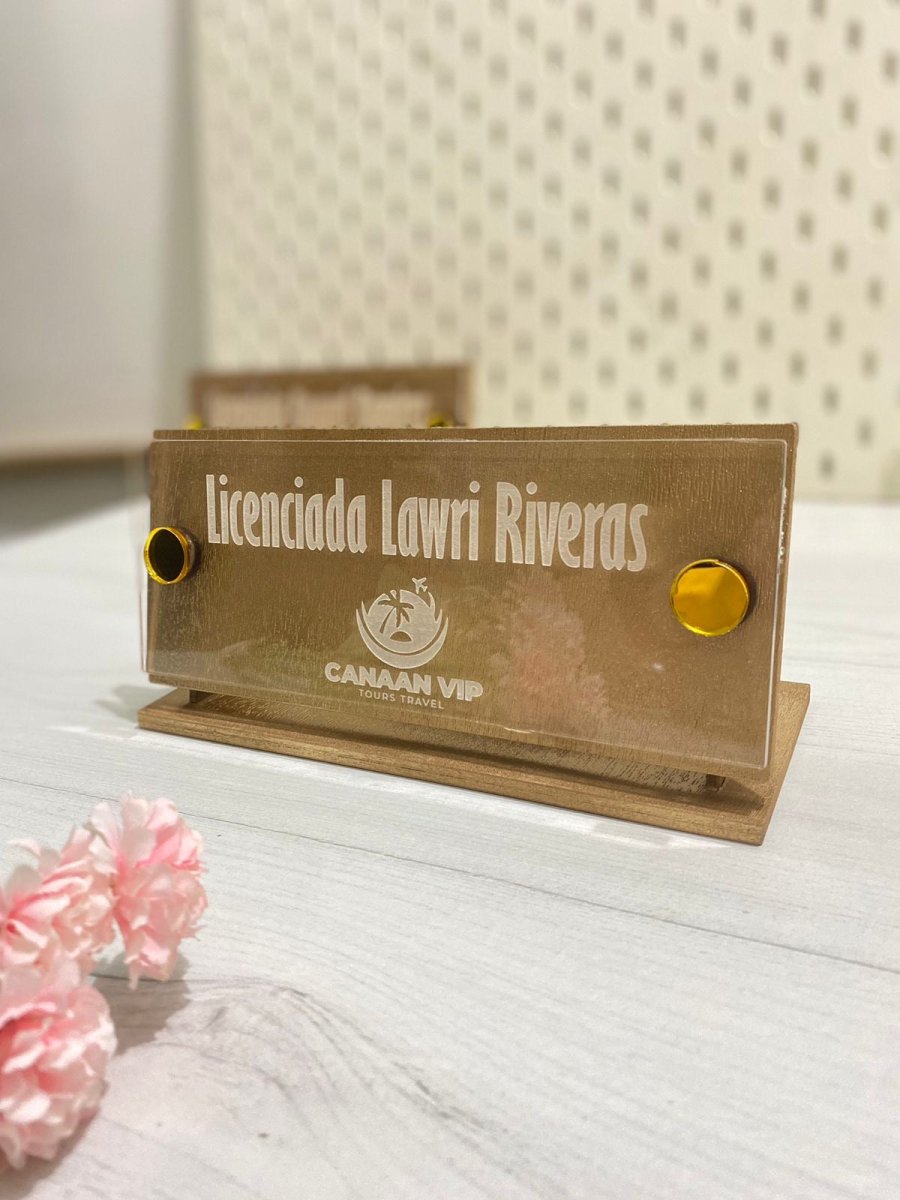 Licenciada Lawri Riveras
CANAAN VIP
TOURS TRAVEL